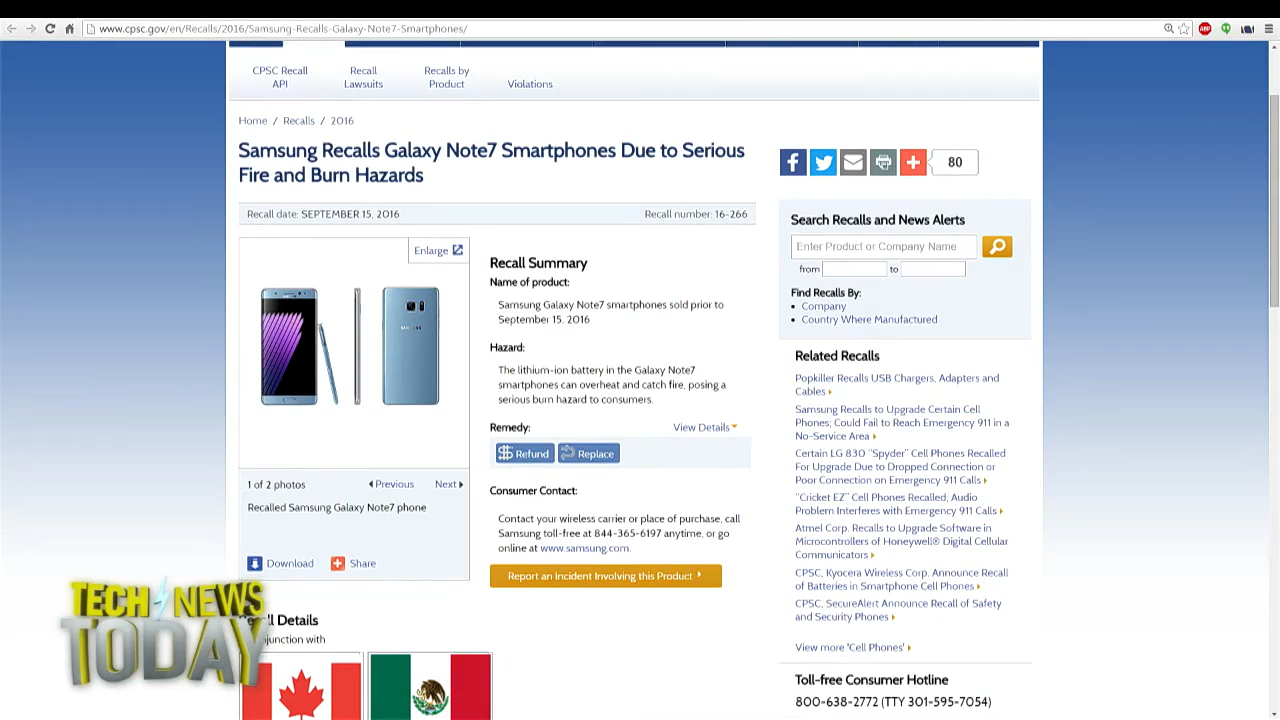 www.cpsc.gov/en/Recalls/2016/Samsung-Recalls-Galaxy-Note7-Smartphones/
ABP
CPSC Recall
API
Recall
Lawsuits
Recalls by
Product
Violations
Home / Recalls / 2016
Samsung Recalls Galaxy Note7 Smartphones Due to Serious
Fire and Burn Hazards
Recall date: SEPTEMBER 15, 2016
Recall number: 16-266
Enlarge
SAMSUNG
1 of 2 photos
Previous
Next
Recalled Samsung Galaxy Note7 phone
Download
Share
Recall Summary
Name of product:
Samsung Galaxy Note7 smartphones sold prior to
September 15, 2016
Hazard:
The lithium-ion battery in the Galaxy Note7
smartphones can overheat and catch fire, posing a
serious burn hazard to consumers.
Remedy:
View Details
Refund
Replace
Consumer Contact:
Contact your wireless carrier or place of purchase, call
Samsung toll-free at 844-365-6197 anytime, or go
online at www.samsung.com.
Report an Incident Involving this Product
80
Search Recalls and News Alerts
Enter Product or Company Name
from
to
Find Recalls By:
• Company
• Country Where Manufactured
Related Recalls
Popkiller Recalls USB Chargers, Adapters and
Cables
Samsung Recalls to Upgrade Certain Cell
Phones; Could Fail to Reach Emergency 911 in a
No-Service Area
Certain LG 830 "Spyder" Cell Phones Recalled
For Upgrade Due to Dropped Connection or
Poor Connection on Emergency 911 Calls
"Cricket EZ" Cell Phones Recalled; Audio
Problem Interferes with Emergency 911 Calls
Atmel Corp. Recalls to Upgrade Software in
Microcontrollers of Honeywell® Digital Cellular
Communicators
CPSC, Kyocera Wireless Corp. Announce Recall
of Batteries in Smartphone Cell Phones
CPSC, SecureAlert Announce Recall of Safety
and Security Phones
View more 'Cell Phones'
Toll-free Consumer Hotline
800-638-2772 (TTY 301-595-7054)
TECH NEWS
TODAY
Details
with